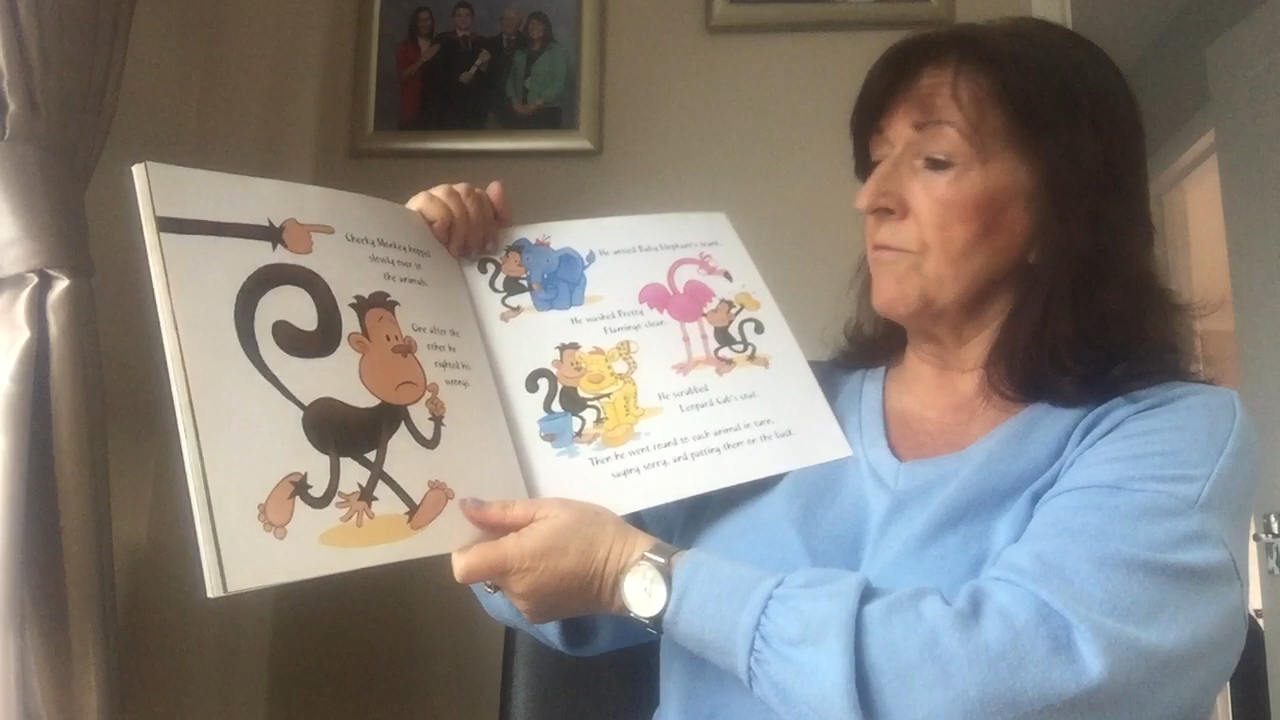 Cheeky Monkey hopped
slowly over to
the animals.
One after the
other he
righted his
wrongs.
He dried Baby Elephant's
He washed Pretty
Flamingo clean.
He scrubbed
Leopard Cub's coat.
Then he went round to each animal in turn,
saying sorry, and patting them on the back.